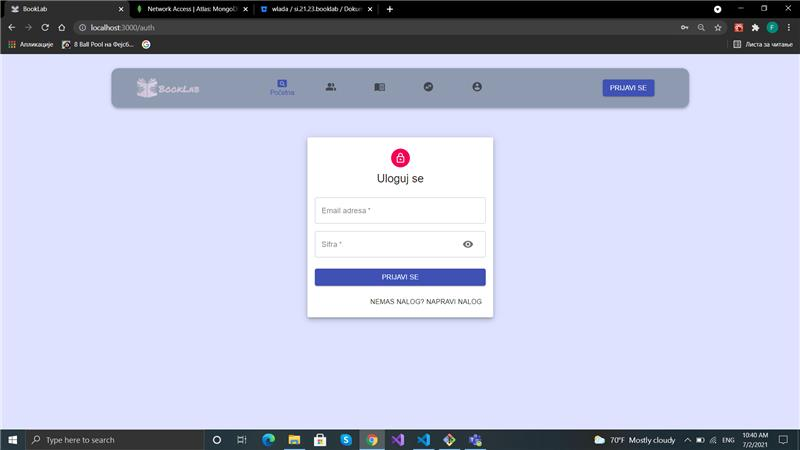 BookLab
Network Access | Atlas: MongoD
wlada / si.21.23.booklab / Dokum
localhost:3000/auth
F
Апликације
8 Ball Pool на Фејсб...
Листа за читање
BOOKLAB
Početna
PRIJAVI SE
Uloguj se
Email adresa *
Sifra *
PRIJAVI SE
NEMAS NALOG? NAPRAVI NALOG
Type here to search
70°F Mostly cloudy
ENG
10:40 AM
7/2/2021